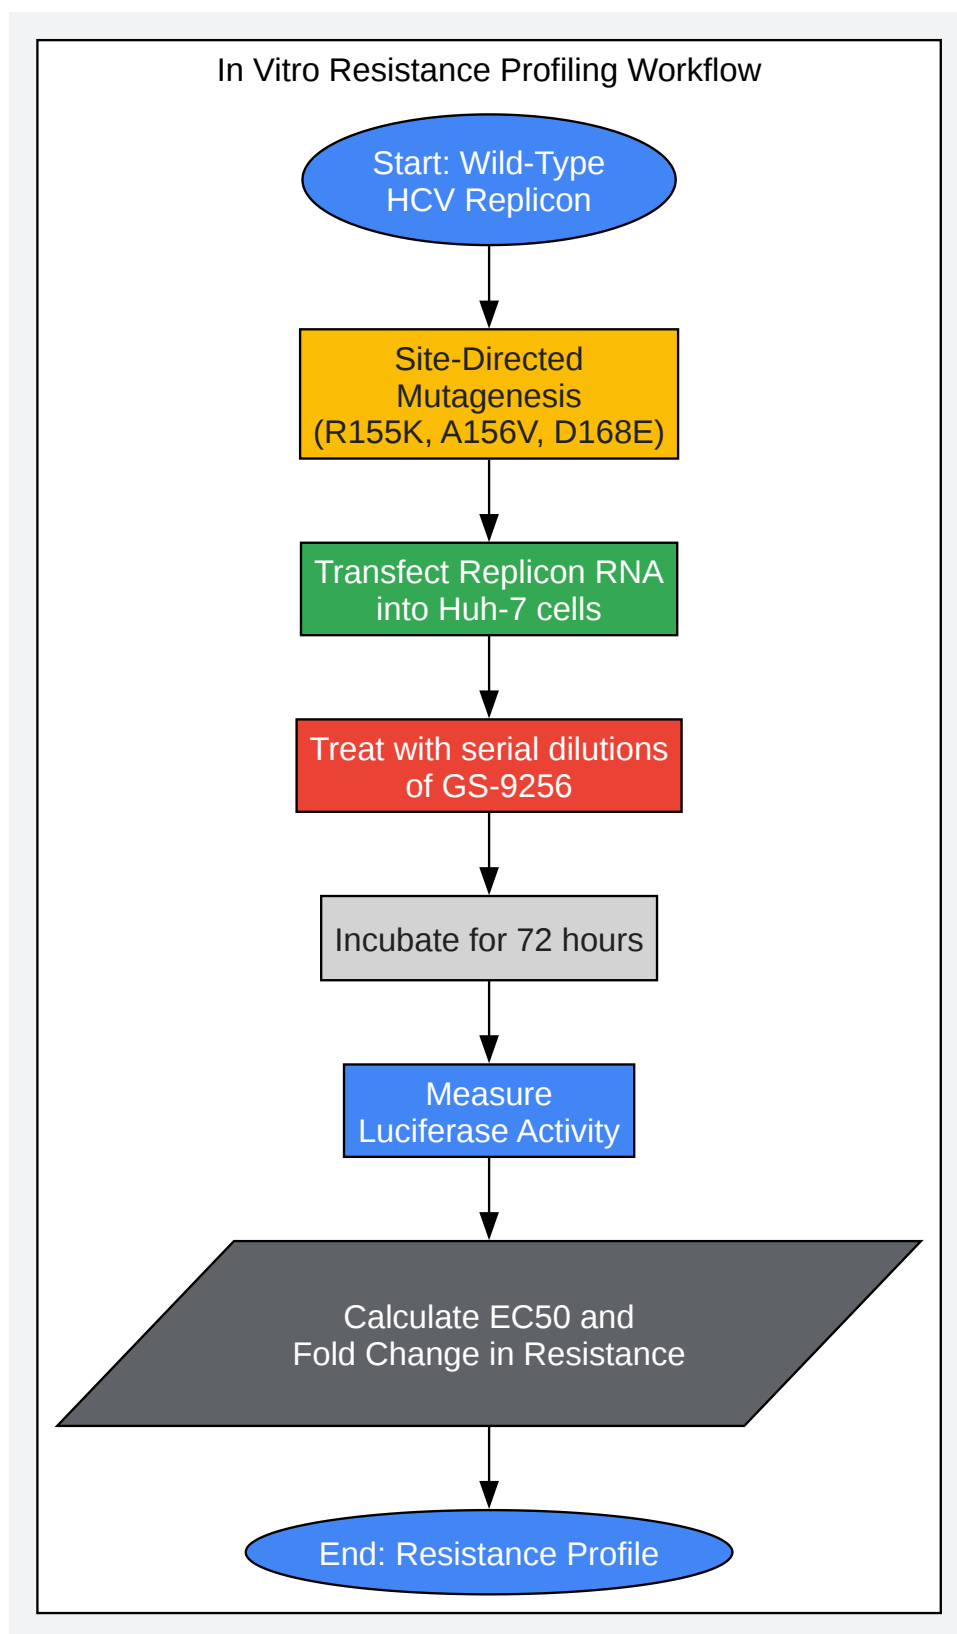 In Vitro Resistance Profiling Workflow
Start: Wild-Type
HCV Replicon
Site-Directed
Mutagenesis
(R155K, A156V, D168E)
Transfect Replicon RNA
into Huh-7 cells
Treat with serial dilutions
of GS-9256
Incubate for 72 hours
Measure
Luciferase Activity
Calculate EC50 and
Fold Change in Resistance
End: Resistance Profile